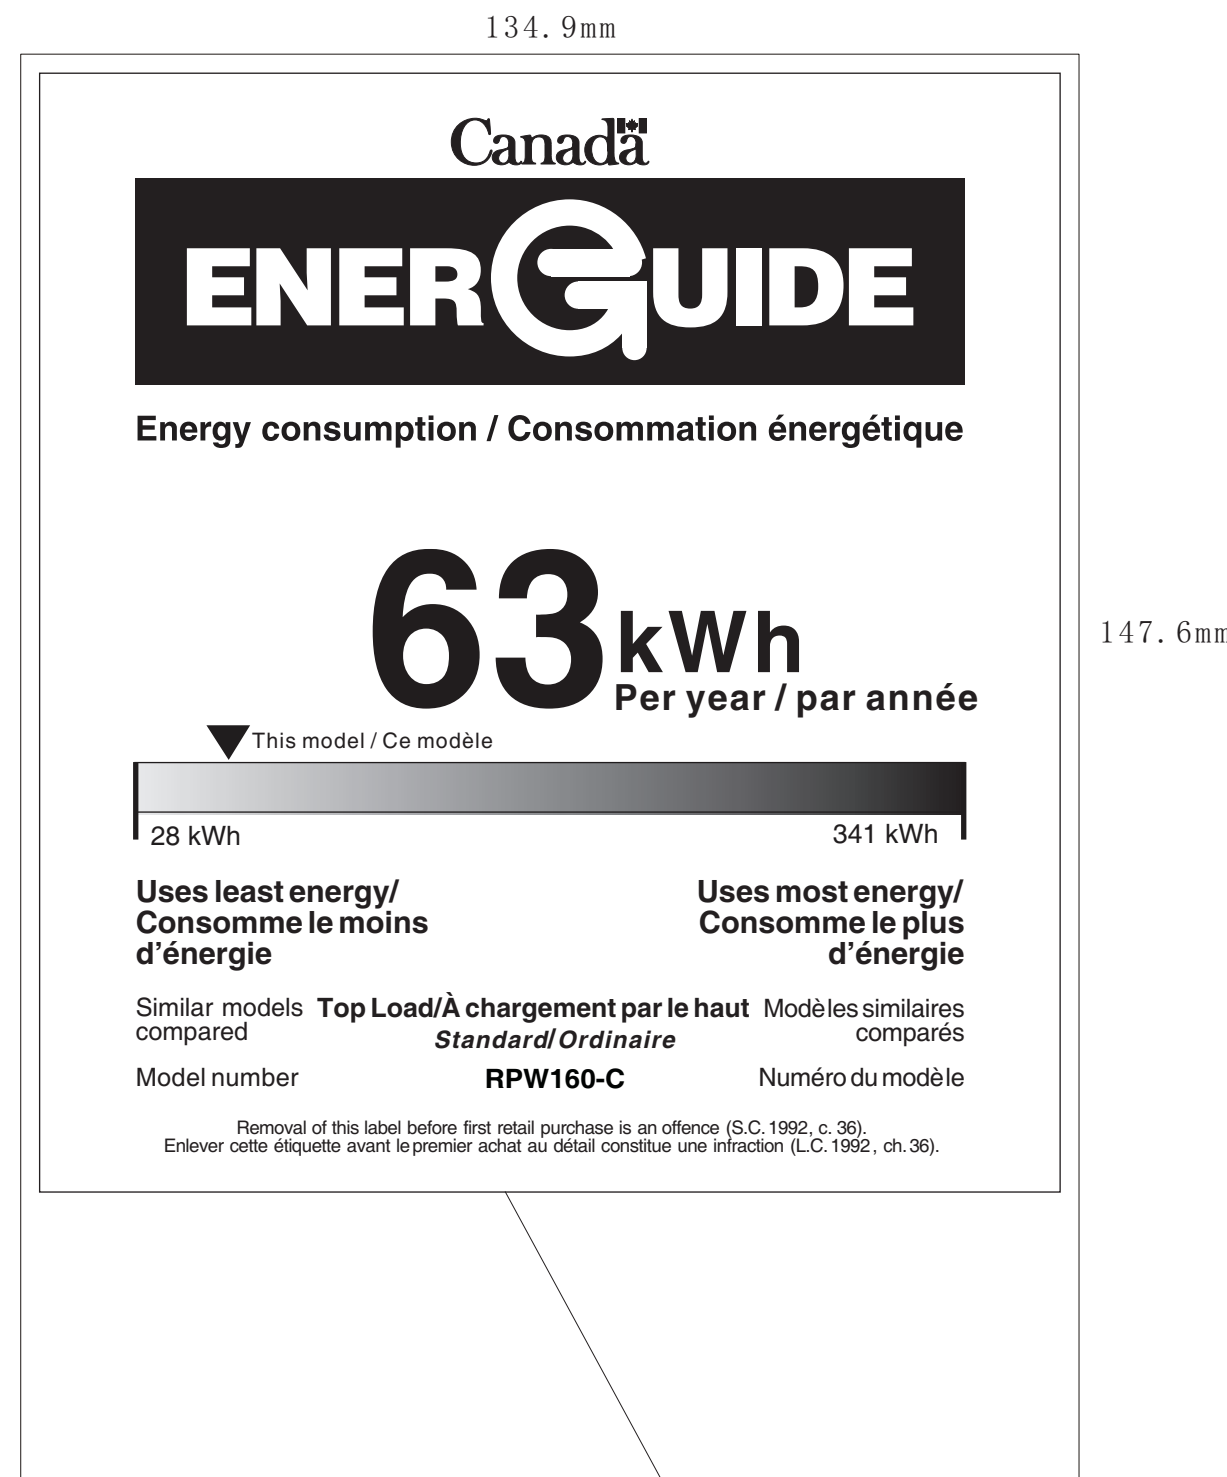 134.9mm
Canada
ENERGUIDE
Energy consumption / Consommation énergétique
63 kWh
Per year / par année
147.6mm
This model / Ce modèle
28 kWh 341 kWh
Uses least energy/ Uses most energy/
Consomme le moins Consomme le plus
d'énergie d'énergie
Similar models Top Load/À chargement par le haut Modèles similaires
compared Standard/Ordinaire comparés
Model number RPW160-C Numéro du modèle
Removal of this label before first retail purchase is an offence (S.C. 1992, c. 36).
Enlever cette étiquette avant le premier achat au détail constitue une infraction (L.C. 1992, ch. 36).